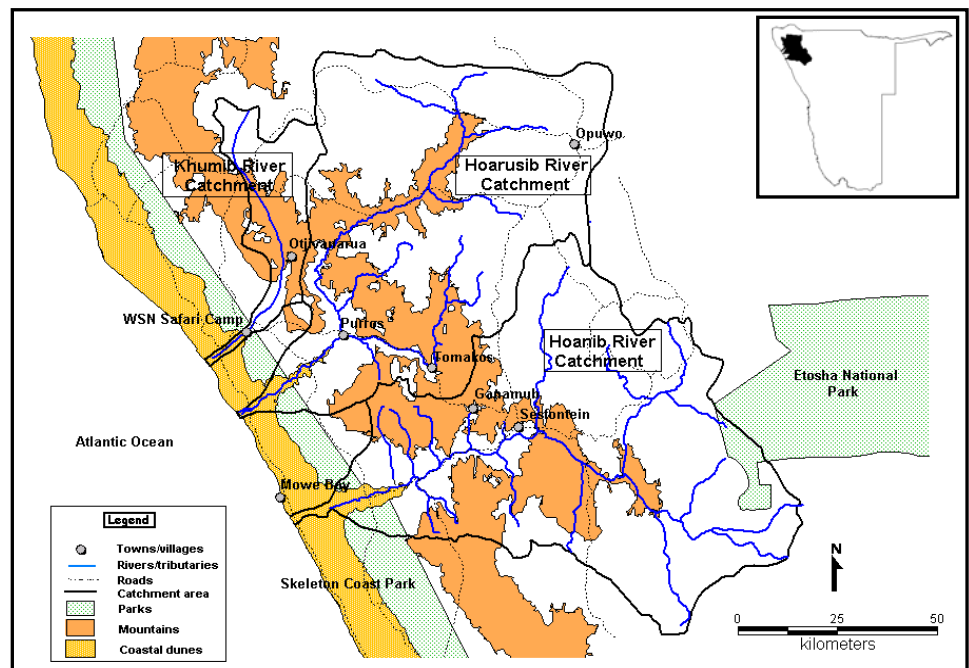 Opuwo
Khumib River
Catchment
Hoarusib River
Catchment
Otjivaparua
WSN Safari Camp
Purros
Tomakos
Hoanib River
Catchment
Ganamub
Sesfontein
Etosha National
Park
Atlantic Ocean
Mowe Bay
Skeleton Coast Park
Legend
Towns/villages
Rivers/tributaries
Roads
Catchment area
Parks
Mountains
Coastal dunes
N
0 25 50
kilometers